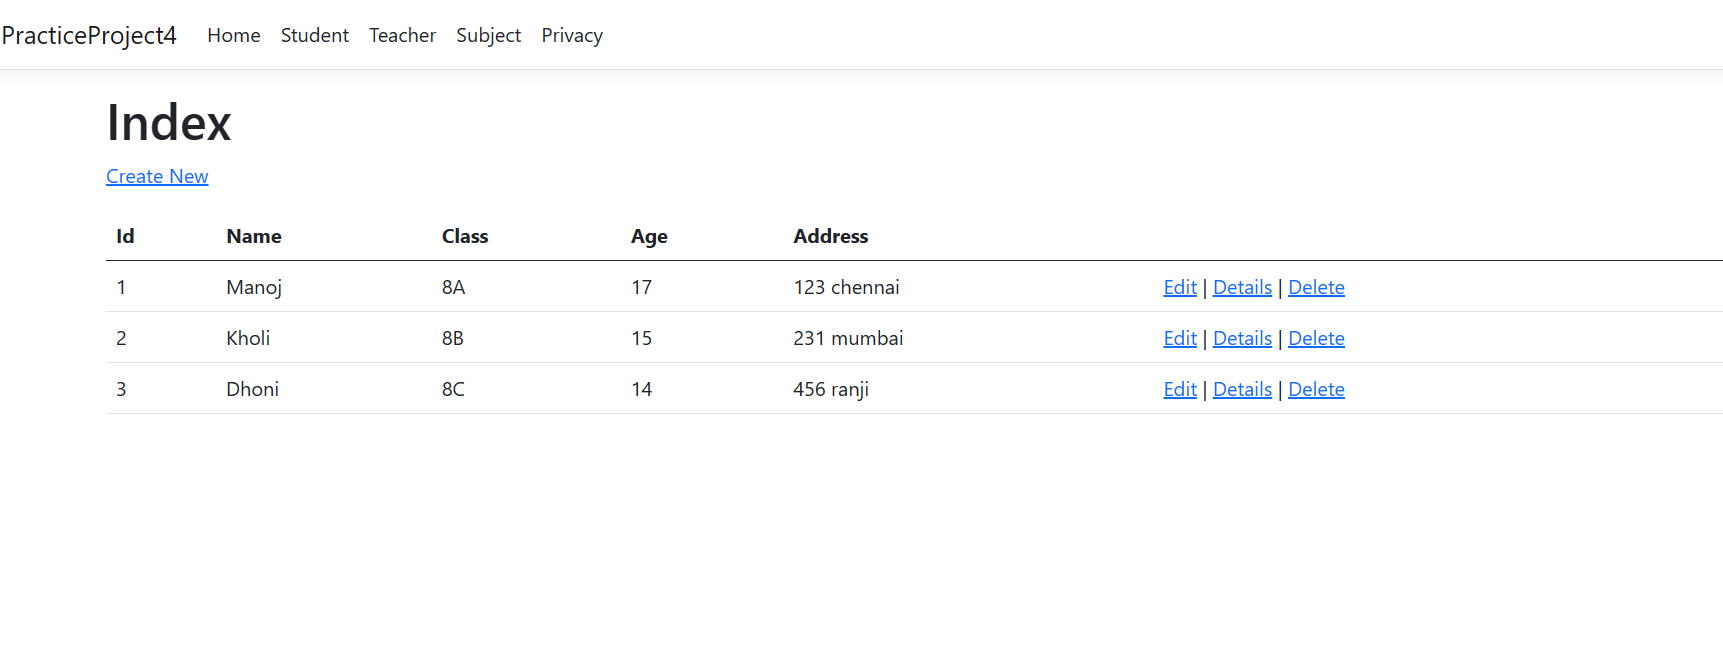 PracticeProject4 Home Student Teacher Subject Privacy
Index
Create New
Id Name Class Age Address
1 Manoj 8A 17 123 chennai Edit | Details | Delete
2 Kholi 8B 15 231 mumbai Edit | Details | Delete
3 Dhoni 8C 14 456 ranji Edit | Details | Delete